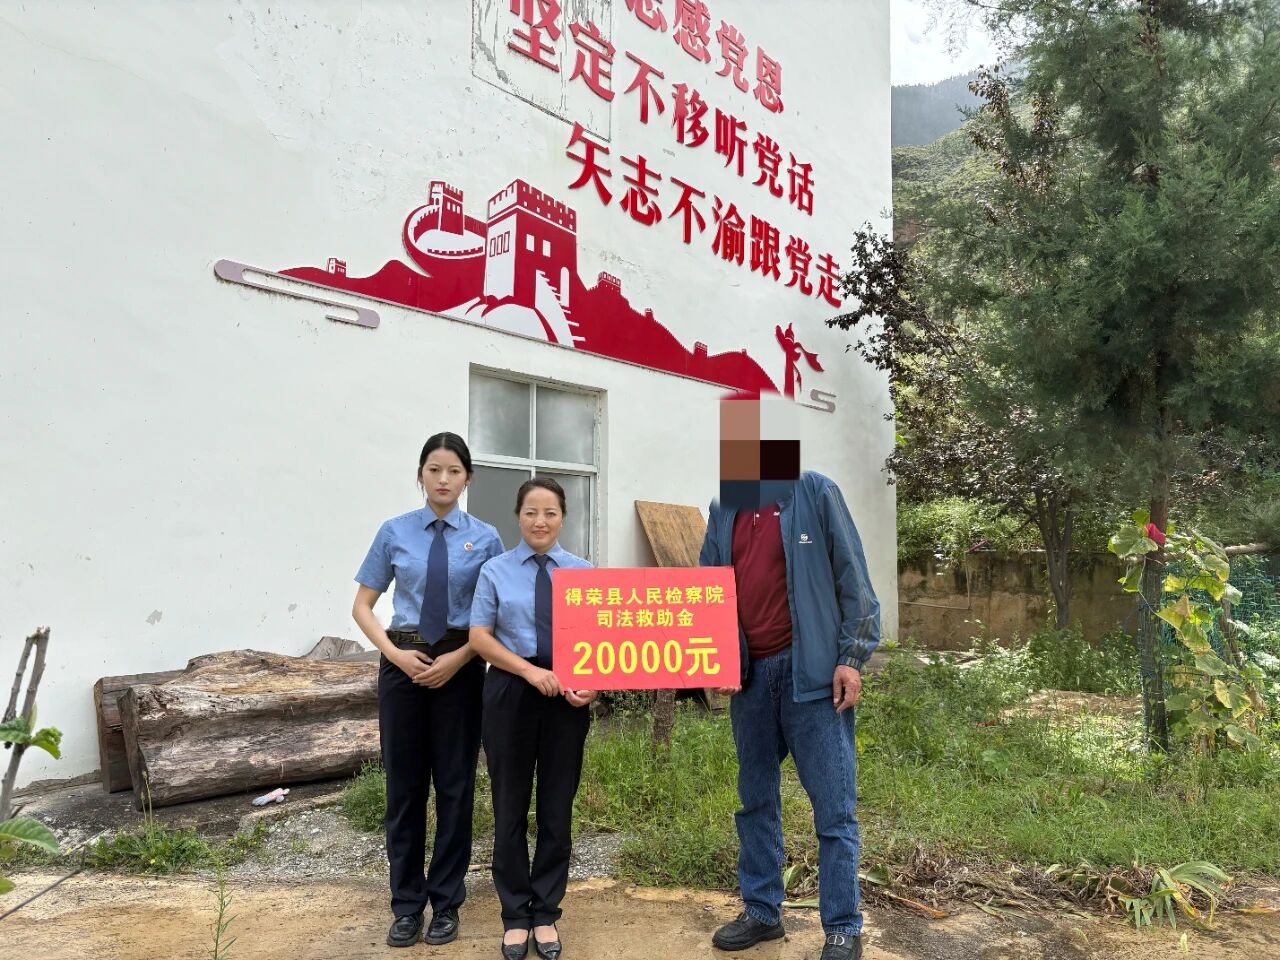 志感党恩
坚定不移听党话
矢志不渝跟党走
得荣县人民检察院
司法救助金
20000元